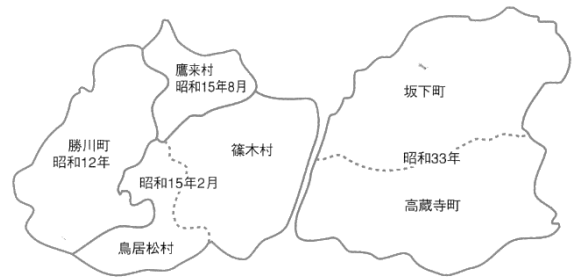 鷹来村
昭和15年8月
坂下町
勝川町
昭和12年
篠木村
昭和33年
昭和15年2月
高蔵寺町
鳥居松村